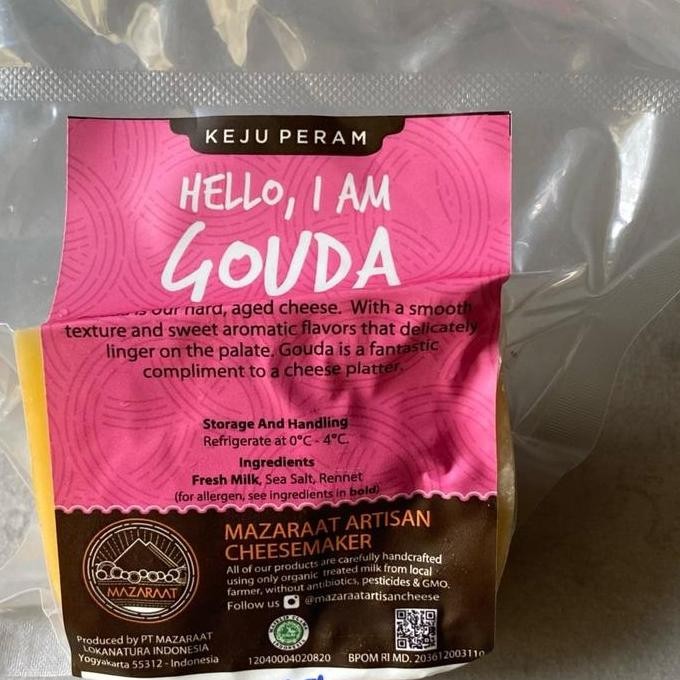 KEJU PERAM
HELLO, I AM
GOUDA
is our hard, aged cheese. With a smooth
texture and sweet aromatic flavors that delicately
linger on the palate. Gouda is a fantastic
compliment to a cheese platter.
Storage And Handling
Refrigerate at 0°C - 4°C.
Ingredients
Fresh Milk, Sea Salt, Rennet
(for allergen, see ingredients in bold)
MAZARAAT ARTISAN
CHEESEMAKER
All of our products are carefully handcrafted
using only organic treated milk from local
farmer, without antibiotics, pesticides & GMO.
Follow us @mazaraatartisancheese
MAZARAAT
Produced by PT MAZARAAT
LOKANATURA INDONESIA
Yogyakarta 55312 - Indonesia
12040004020820
BPOM RI MD. 203612003110